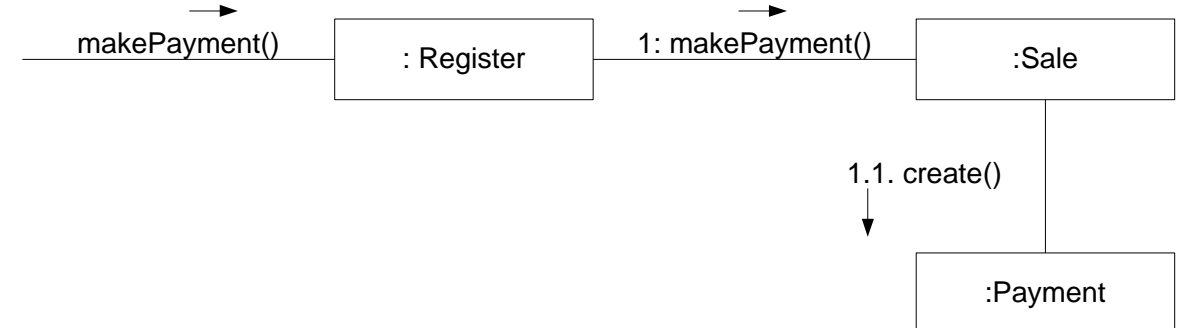 makePayment()
: Register
1: makePayment()
:Sale
1.1. create()
:Payment